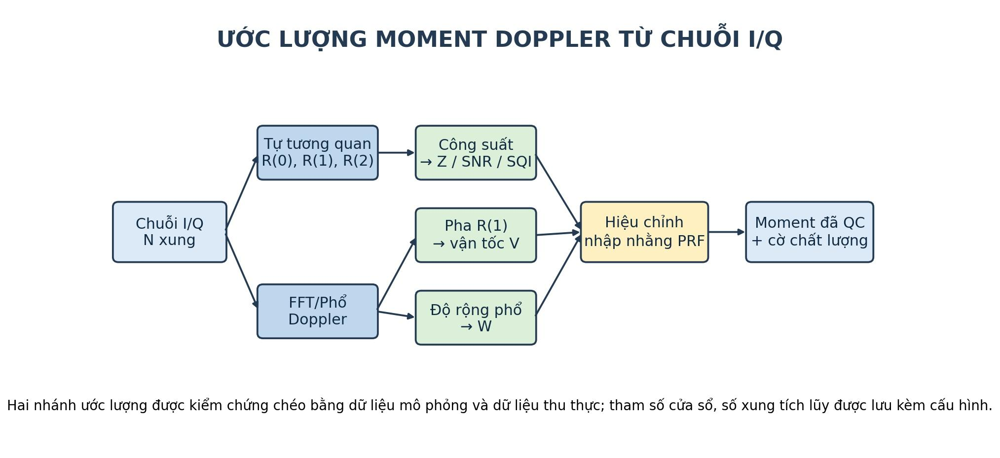 ƯỚC LƯỢNG MOMENT DOPPLER TỪ CHUỖI I/Q
Chuỗi I/Q
N xung
Tự tương quan
R(0), R(1), R(2)
FFT/Phổ
Doppler
Công suất
→ Z / SNR / SQI
Pha R(1)
→ vận tốc V
Độ rộng phổ
→ W
Hiệu chỉnh
nhập nhằng PRF
Moment đã QC
+ cờ chất lượng
Hai nhánh ước lượng được kiểm chứng chéo bằng dữ liệu mô phỏng và dữ liệu thu thực; tham số cửa sổ, số xung tích lũy được lưu kèm cấu hình.